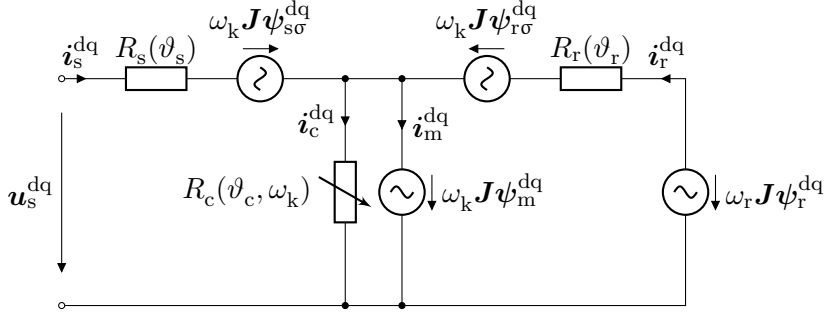 ω_k J ψ_sσ^dq
ω_k J ψ_rσ^dq
i_s^dq
R_s(ϑ_s)
R_r(ϑ_r)
i_r^dq
i_c^dq
i_m^dq
u_s^dq
R_c(ϑ_c, ω_k)
ω_k J ψ_m^dq
ω_r J ψ_r^dq